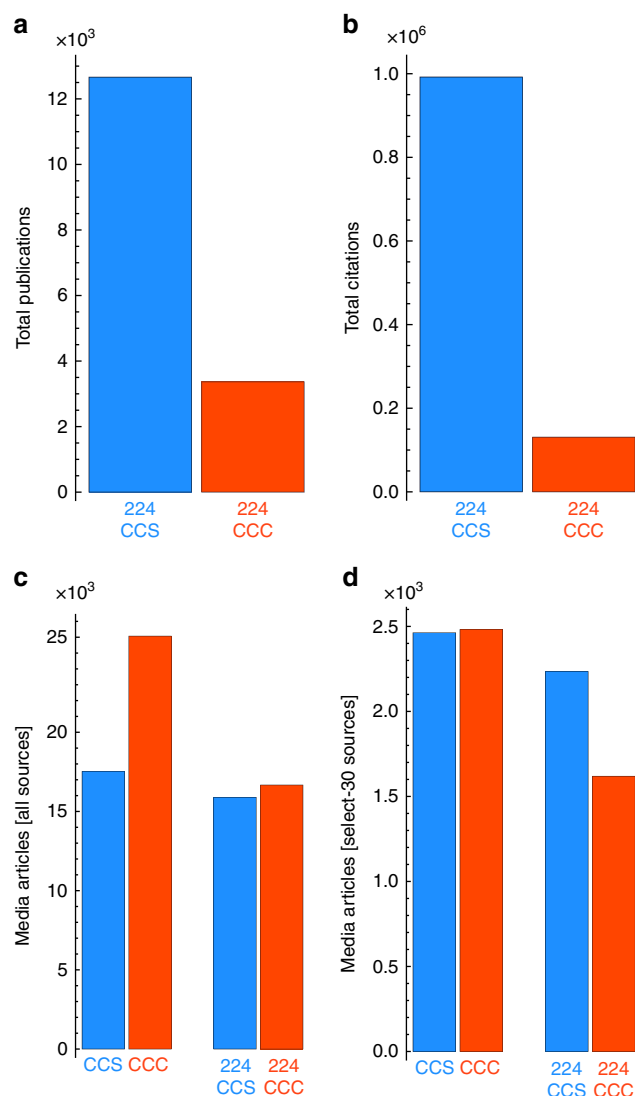 a
×10³
Total publications
12
10
8
6
4
2
0
224 224
CCS CCC
b
×10⁶
Total citations
1.0
0.8
0.6
0.4
0.2
0.0
224 224
CCS CCC
c
×10³
Media articles [all sources]
25
20
15
10
5
0
CCS CCC 224 224
CCS CCC
d
×10³
Media articles [select-30 sources]
2.5
2.0
1.5
1.0
0.5
0.0
CCS CCC 224 224
CCS CCC